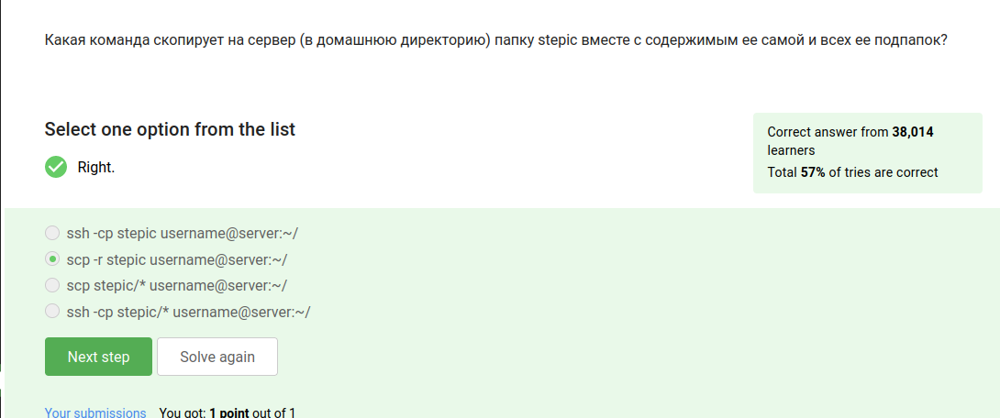 Какая команда скопирует на сервер (в домашнюю директорию) папку stepic вместе с содержимым ее самой и всех ее подпапок?
Select one option from the list
Right.
Correct answer from 38,014
learners
Total 57% of tries are correct
ssh -cp stepic username@server:~/
scp -r stepic username@server:~/
scp stepic/* username@server:~/
ssh -cp stepic/* username@server:~/
Next step
Solve again
Your submissions You got: 1 point out of 1